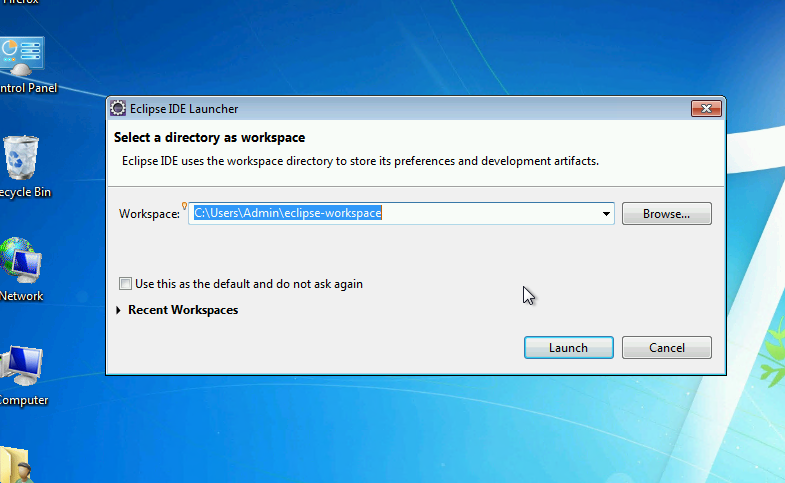 Firefox
ntrol Panel
ecycle Bin
Network
Computer
Eclipse IDE Launcher
Select a directory as workspace
Eclipse IDE uses the workspace directory to store its preferences and development artifacts.
Workspace: C:\Users\Admin\eclipse-workspace Browse...
Use this as the default and do not ask again
Recent Workspaces
Launch Cancel